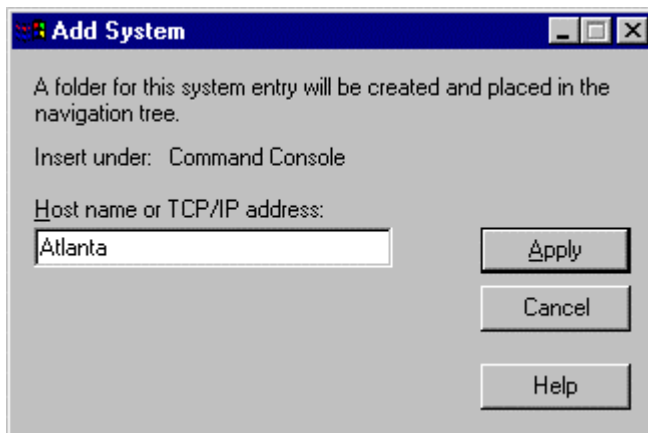 Add System
A folder for this system entry will be created and placed in the
navigation tree.
Insert under: Command Console
Host name or TCP/IP address:
Atlanta
Apply
Cancel
Help